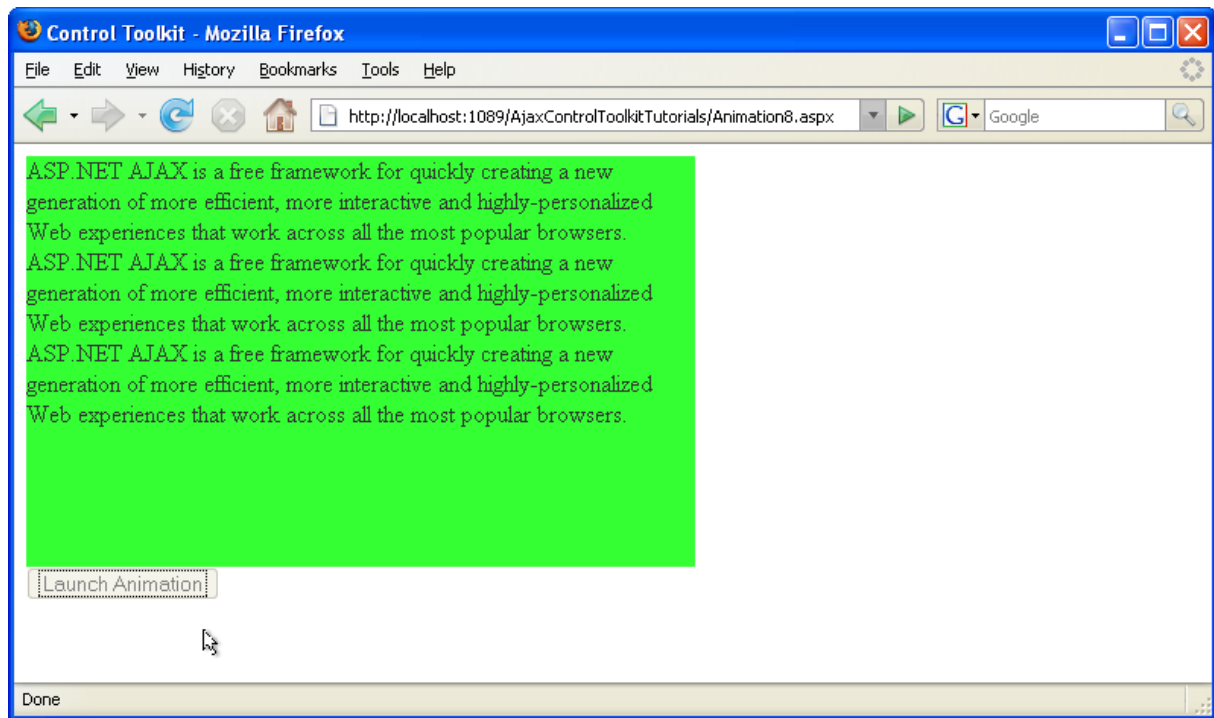 Control Toolkit - Mozilla Firefox
File Edit View History Bookmarks Tools Help
http://localhost:1089/AjaxControlToolkitTutorials/Animation8.aspx G Google
ASP.NET AJAX is a free framework for quickly creating a new
generation of more efficient, more interactive and highly-personalized
Web experiences that work across all the most popular browsers.
ASP.NET AJAX is a free framework for quickly creating a new
generation of more efficient, more interactive and highly-personalized
Web experiences that work across all the most popular browsers.
ASP.NET AJAX is a free framework for quickly creating a new
generation of more efficient, more interactive and highly-personalized
Web experiences that work across all the most popular browsers.
Launch Animation
Done